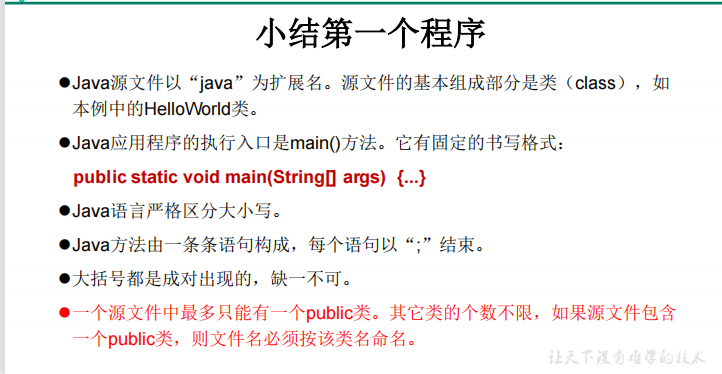 小结第一个程序
●Java源文件以“java”为扩展名。源文件的基本组成部分是类（class），如
本例中的HelloWorld类。
●Java应用程序的执行入口是main()方法。它有固定的书写格式：
public static void main(String[] args) {...}
●Java语言严格区分大小写。
●Java方法由一条条语句构成，每个语句以“;”结束。
●大括号都是成对出现的，缺一不可。
●一个源文件中最多只能有一个public类。其它类的个数不限，如果源文件包含
一个public类，则文件名必须按该类名命名。
让天下没有难学的技术